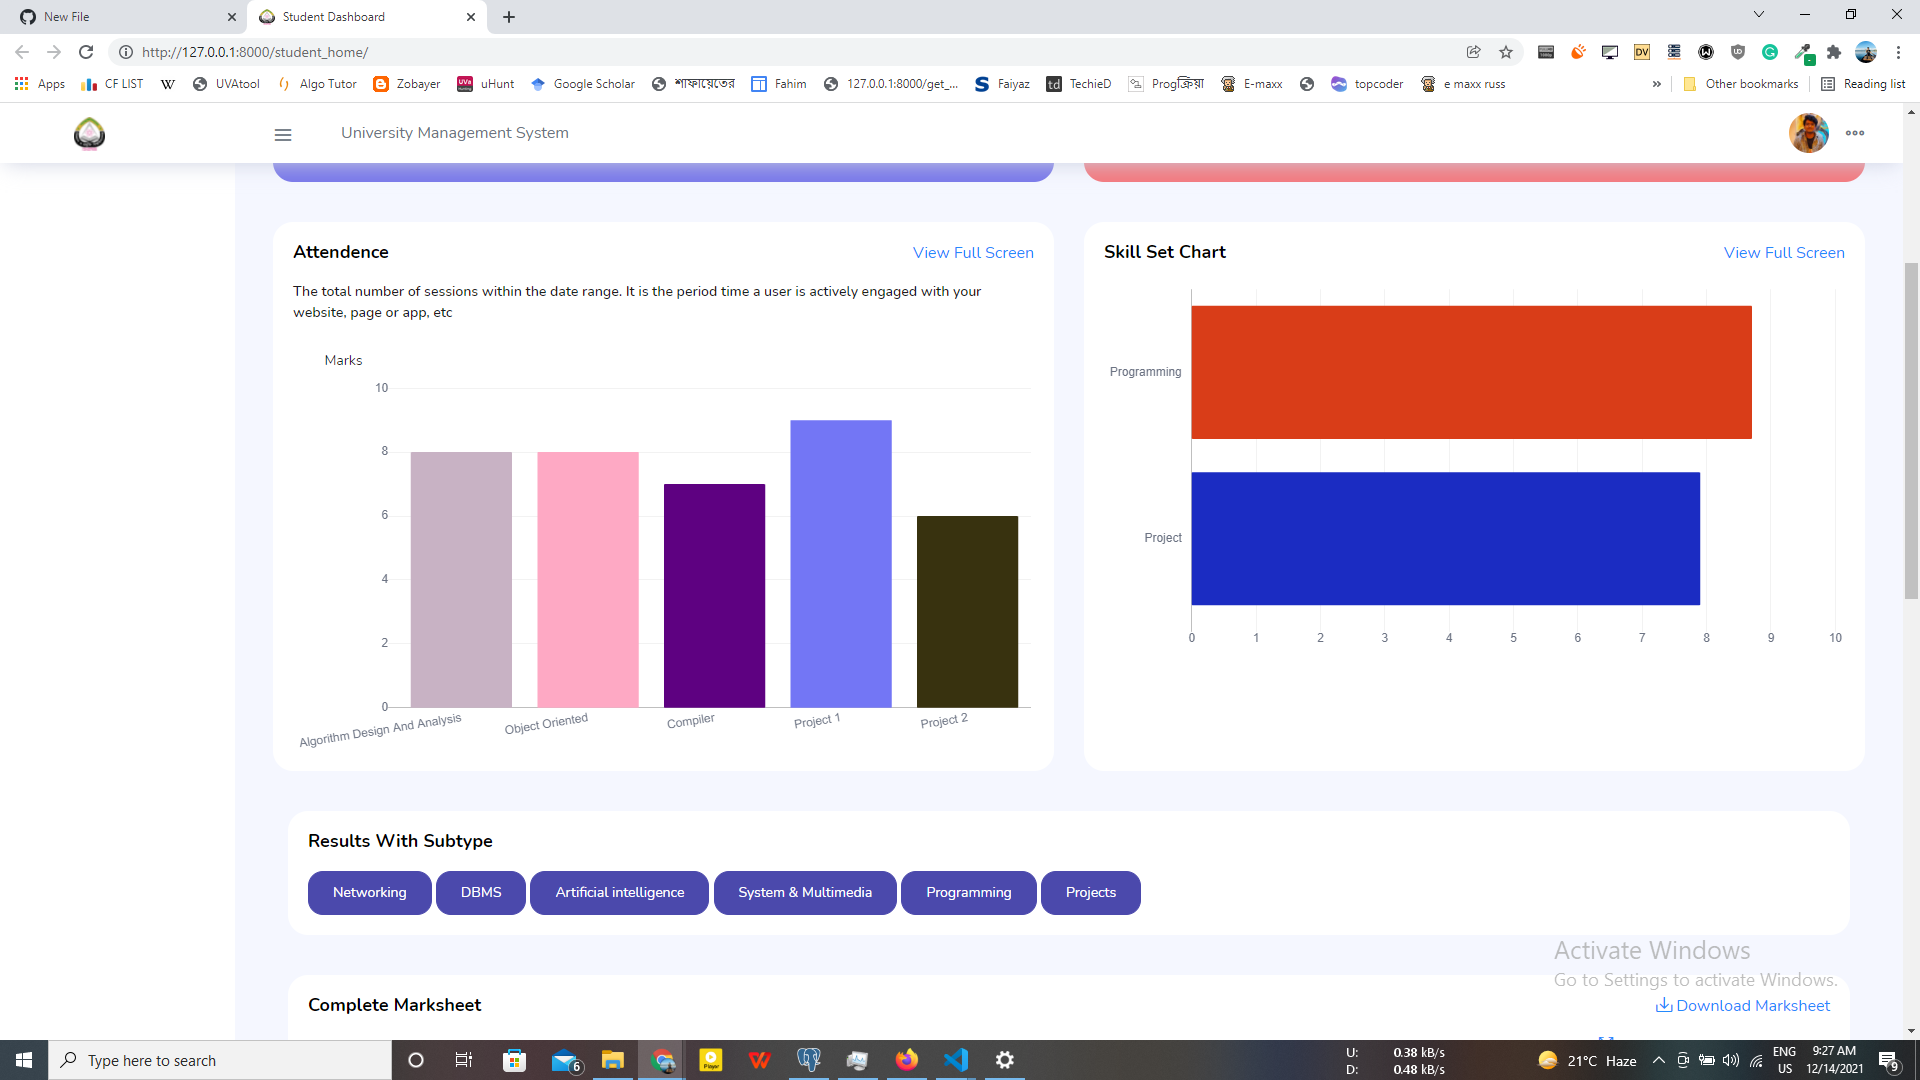 New File
Student Dashboard
http://127.0.0.1:8000/student_home/
Apps
CF LIST
UVAtool
Algo Tutor
Zobayer
uHunt
Google Scholar
শাফায়েতের
Fahim
127.0.0.1:8000/get_...
Faiyaz
TechieD
Progক্রিয়া
E-maxx
topcoder
e maxx russ
»
Other bookmarks
Reading list
University Management System
Attendence
View Full Screen
The total number of sessions within the date range. It is the period time a user is actively engaged with your
website, page or app, etc
Marks
10
8
6
4
2
0
Algorithm Design And Analysis
Object Oriented
Compiler
Project 1
Project 2
Skill Set Chart
View Full Screen
Programming
Project
0 1 2 3 4 5 6 7 8 9 10
Results With Subtype
Networking
DBMS
Artificial intelligence
System & Multimedia
Programming
Projects
Activate Windows
Go to Settings to activate Windows.
Complete Marksheet
Download Marksheet
Type here to search
6
U: 0.38 kB/s
D: 0.48 kB/s
21°C Haze
ENG
US
9:27 AM
12/14/2021
9